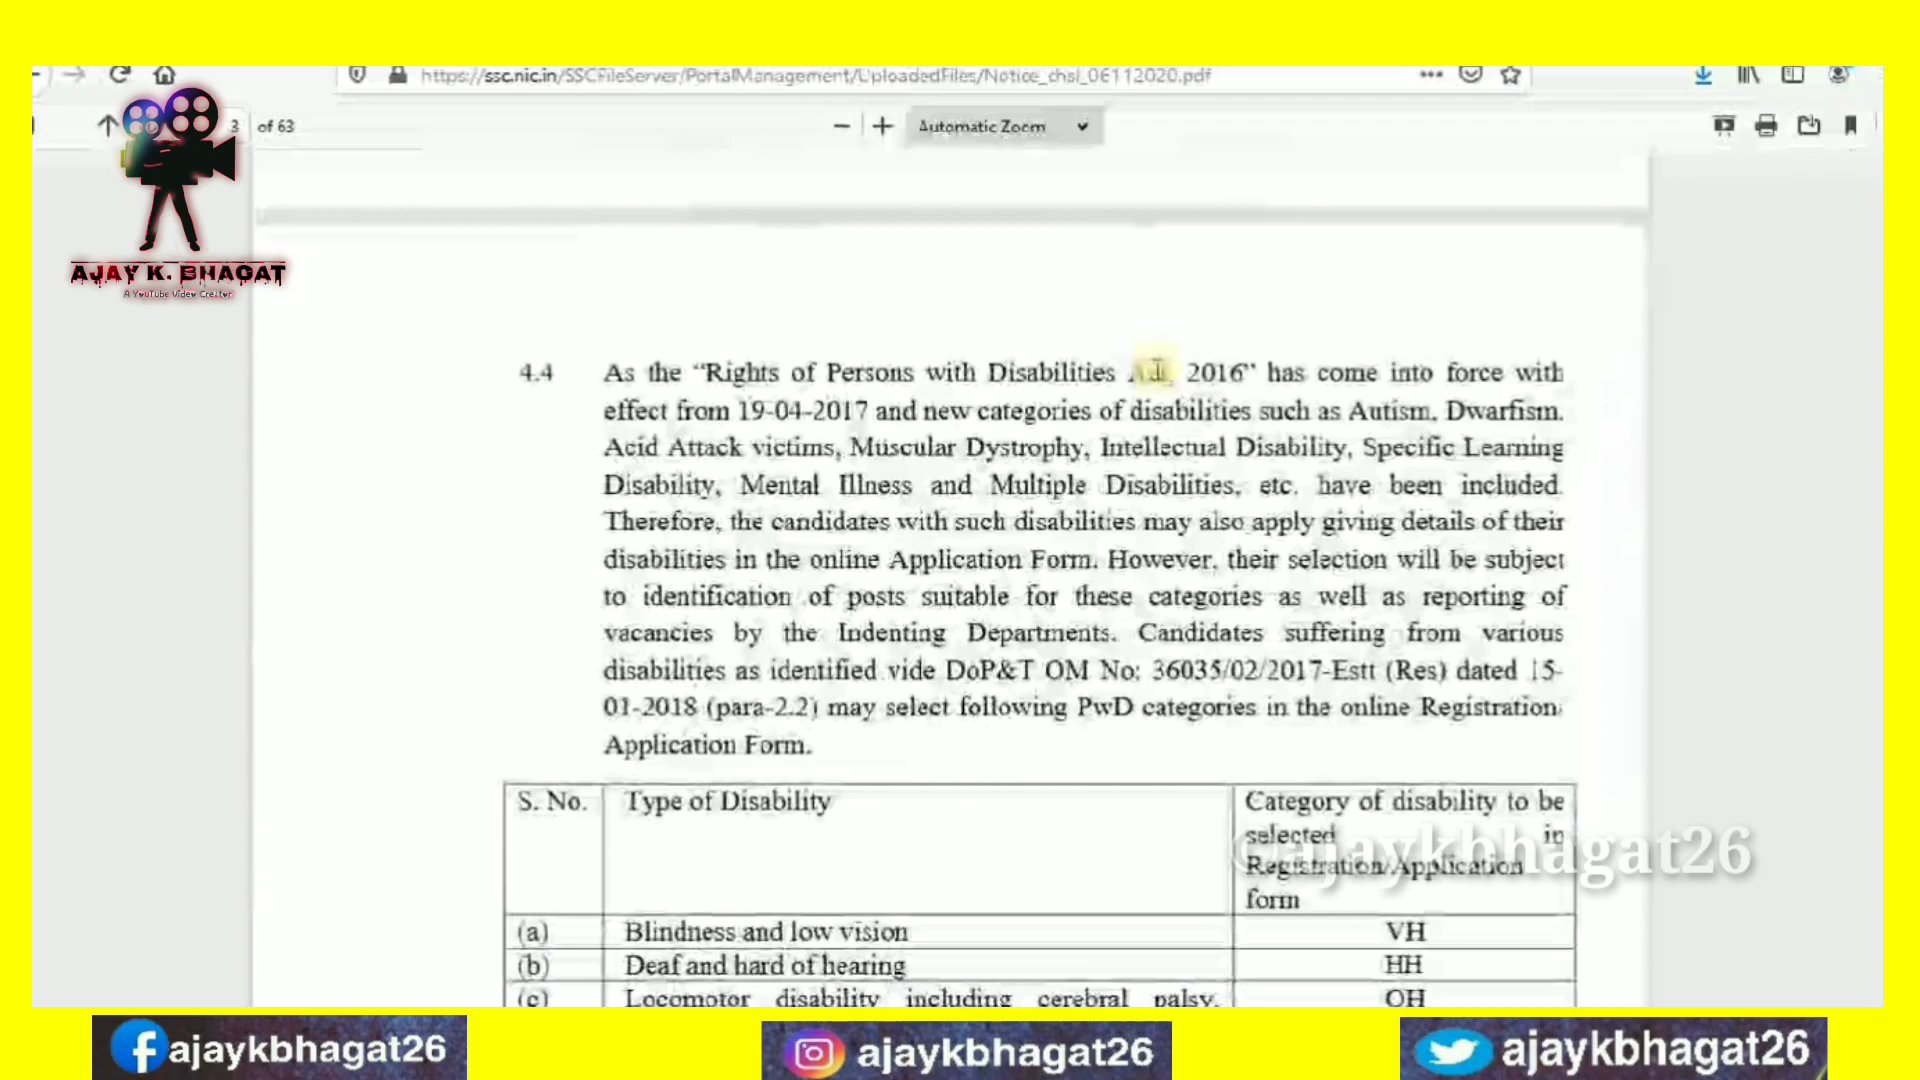 https://ssc.nic.in/SSCFileServer/PortalManagement/UploadedFiles/Notice_chsl_06112020.pdf
3 of 63
Automatic Zoom
AJAY K. BHAGAT
A YouTube Video Creator
4.4 As the “Rights of Persons with Disabilities 2016” has come into force with
effect from 19-04-2017 and new categories of disabilities such as Autism, Dwarfism,
Acid Attack victims, Muscular Dystrophy, Intellectual Disability, Specific Learning
Disability, Mental Illness and Multiple Disabilities, etc. have been included.
Therefore, the candidates with such disabilities may also apply giving details of their
disabilities in the online Application Form. However, their selection will be subject
to identification of posts suitable for these categories as well as reporting of
vacancies by the Indenting Departments. Candidates suffering from various
disabilities as identified vide DoP&T OM No: 36035/02/2017-Estt (Res) dated 15-
01-2018 (para-2.2) may select following PwD categories in the online Registration/
Application Form.
S. No. Type of Disability Category of disability to be
selected in
Registration/Application
form
©ajaykbhagat26
(a) Blindness and low vision VH
(b) Deaf and hard of hearing HH
(c) Locomotor disability including cerebral palsy, OH
ajaykbhagat26
ajaykbhagat26
ajaykbhagat26